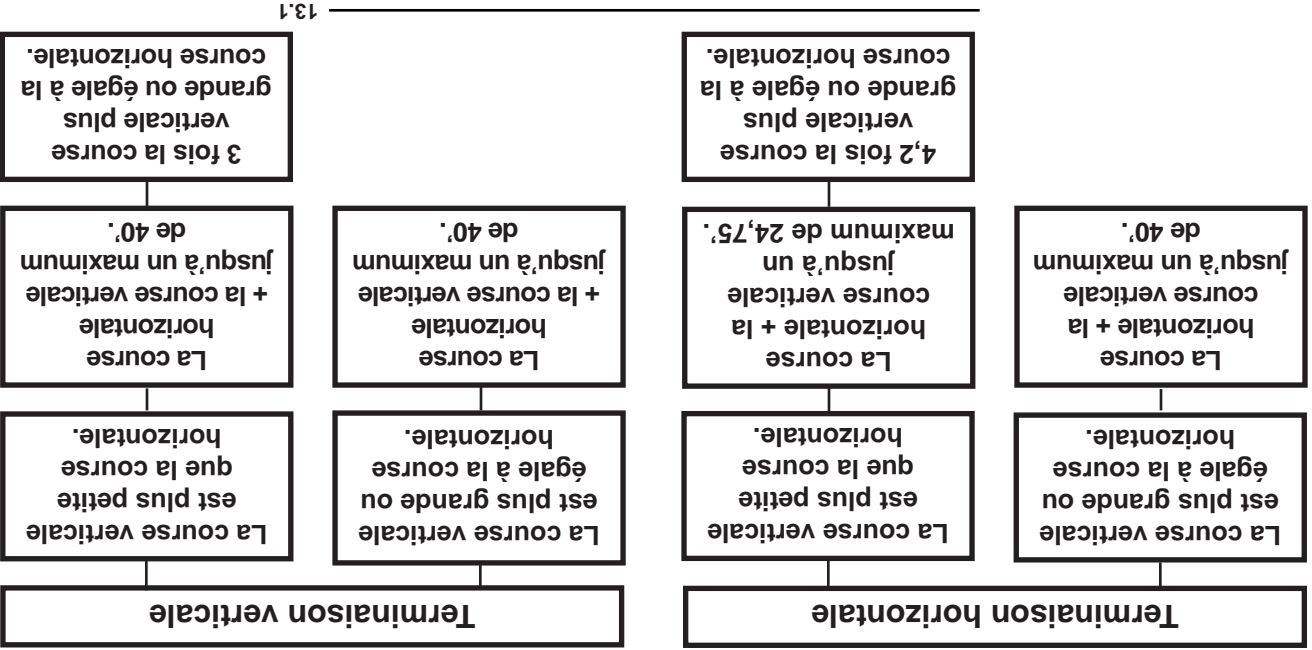 Terminaison horizontale
La course verticale
est plus grande ou
égale à la course
horizontale.
La course
horizontale + la
course verticale
jusqu’à un maximum
de 40’.
La course verticale
est plus petite
que la course
horizontale.
La course
horizontale + la
course verticale
jusqu’à un
maximum de 24,75’.
4,2 fois la course
verticale plus
grande ou égale à la
course horizontale.
Terminaison verticale
La course verticale
est plus grande ou
égale à la course
horizontale.
La course
horizontale
+ la course verticale
jusqu’à un maximum
de 40’.
La course verticale
est plus petite
que la course
horizontale.
La course
horizontale
+ la course verticale
jusqu’à un maximum
de 40’.
3 fois la course
verticale plus
grande ou égale à la
course horizontale.
13.1